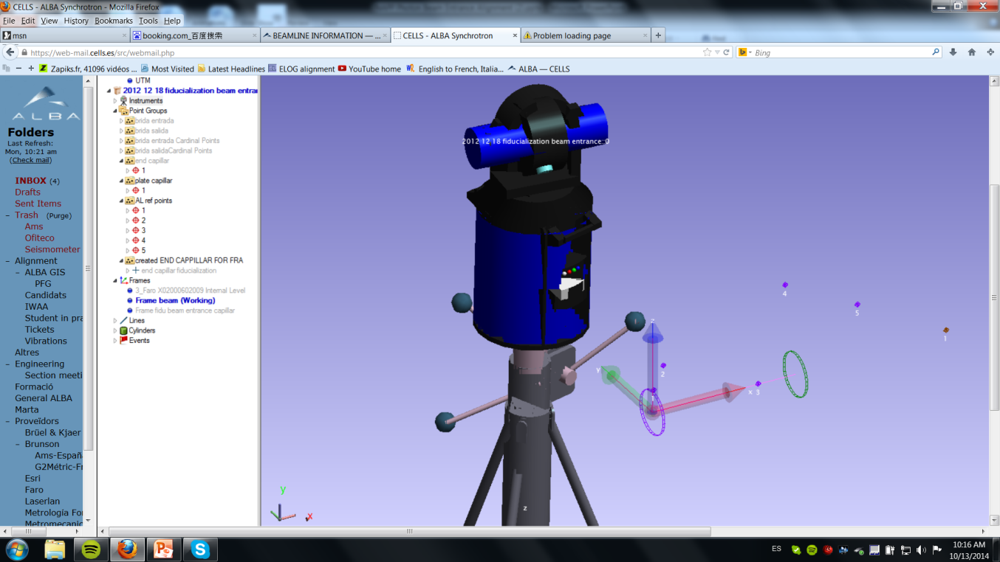 CELLS - ALBA Synchrotron - Mozilla Firefox
File Edit View History Bookmarks Tools Help
msn
booking.com_百度搜索
BEAMLINE INFORMATION — ...
CELLS - ALBA Synchrotron
Problem loading page
https://web-mail.cells.es/src/webmail.php
Bing
Zapiks.fr, 41096 vidéos ...
Most Visited
Latest Headlines
ELOG alignment
YouTube home
English to French, Italia...
ALBA — CELLS
ALBA
Folders
Last Refresh:
Mon, 10:21 am
(Check mail)
INBOX (4)
Drafts
Sent Items
Trash (Purge)
Ams
Ofiteco
Seismometer
Alignment
ALBA GIS
PFG
Candidats
IWAA
Student in pra
Tickets
Vibrations
Altres
Engineering
Section meeti
Formació
General ALBA
Marta
Proveïdors
Brüel & Kjaer
Brunson
Ams-Españ
G2Métric-Fr
Esri
Faro
Laserlan
Metrología Fo
Metromecanic
UTM
2012 12 18 fiducialization beam entrar
Instruments
Point Groups
brida entrada
brida salida
brida entrada Cardinal Points
brida salidaCardinal Points
end capillar
1
plate capillar
1
AL ref points
1
2
3
4
5
created END CAPPILLAR FOR FRA
end capillar fiducialization
Frames
3_Faro X02000602009 Internal Level
Frame beam (Working)
Frame fidu beam entrance capillar
Lines
Cylinders
Events
2012 12 18 fiducialization beam entrance::0
4
5
1
z
2
Y
x 3
1
z
y
x
ES
10:16 AM
10/13/2014